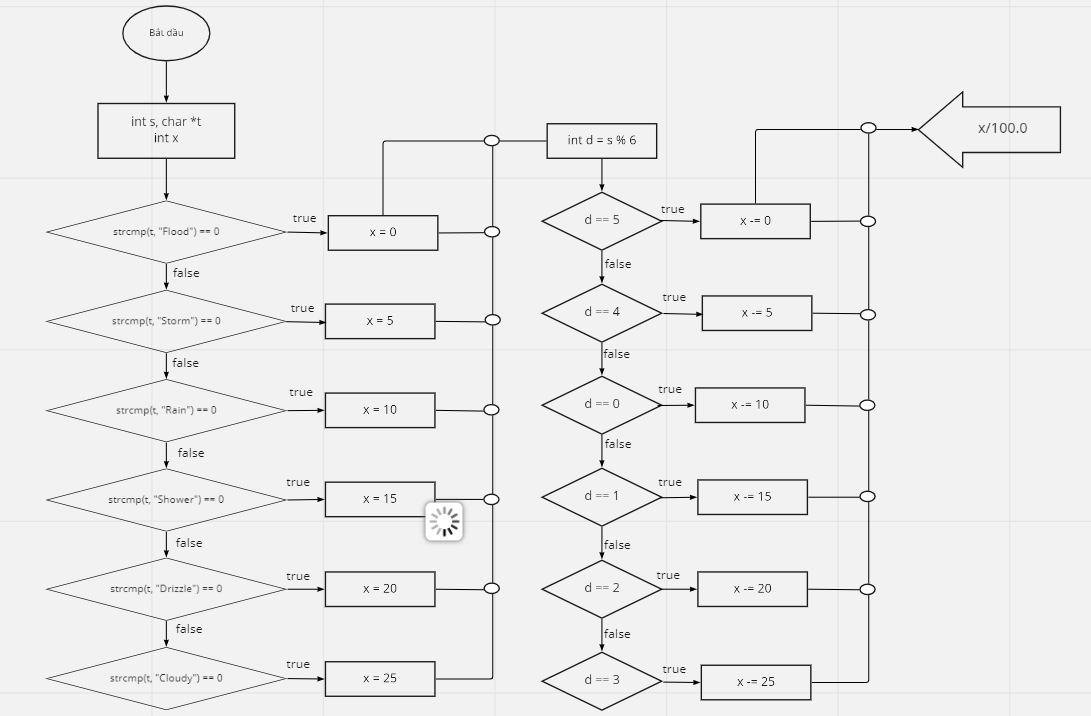 Bắt dầu
int s, char *t
int x
strcmp(t, "Flood") == 0
true
x = 0
false
strcmp(t, "Storm") == 0
true
x = 5
false
strcmp(t, "Rain") == 0
true
x = 10
false
strcmp(t, "Shower") == 0
true
x = 15
false
strcmp(t, "Drizzle") == 0
true
x = 20
false
strcmp(t, "Cloudy") == 0
true
x = 25
int d = s % 6
d == 5
true
x -= 0
false
d == 4
true
x -= 5
false
d == 0
true
x -= 10
false
d == 1
true
x -= 15
false
d == 2
true
x -= 20
false
d == 3
true
x -= 25
x/100.0